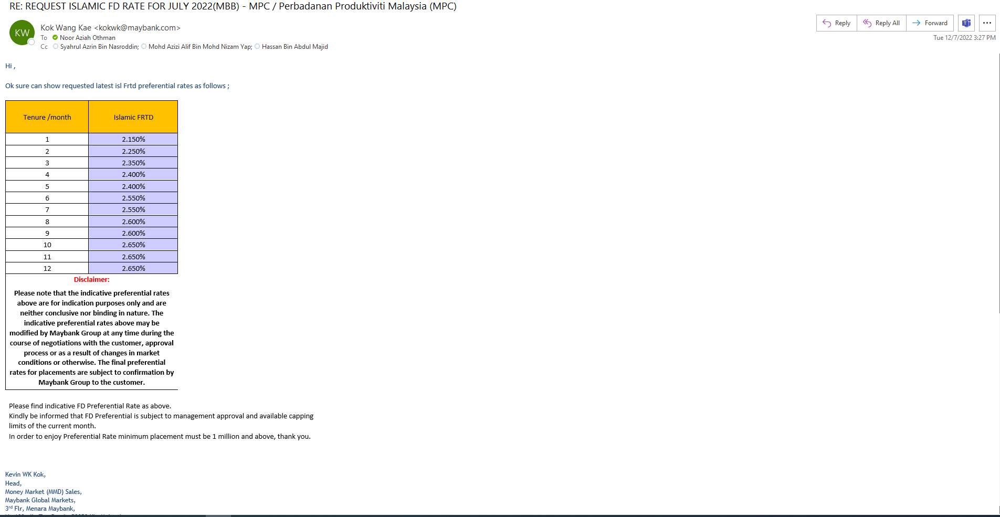 RE: REQUEST ISLAMIC FD RATE FOR JULY 2022(MBB) - MPC / Perbadanan Produktiviti Malaysia (MPC)
KW
Kok Wang Kae <kokwk@maybank.com>
To Noor Aziah Othman
Cc Syahrul Azrin Bin Nasroddin; Mohd Azizi Alif Bin Mohd Nizam Yap; Hassan Bin Abdul Majid
Reply Reply All Forward
Tue 12/7/2022 3:27 PM
Hi ,
Ok sure can show requested latest isl Frtd preferential rates as follows ;
Tenure /month Islamic FRTD
1 2.150%
2 2.250%
3 2.350%
4 2.400%
5 2.400%
6 2.550%
7 2.550%
8 2.600%
9 2.600%
10 2.650%
11 2.650%
12 2.650%
Disclaimer:
Please note that the indicative preferential rates
above are for indication purposes only and are
neither conclusive nor binding in nature. The
indicative preferential rates above may be
modified by Maybank Group at any time during the
course of negotiations with the customer, approval
process or as a result of changes in market
conditions or otherwise. The final preferential
rates for placements are subject to confirmation by
Maybank Group to the customer.
Please find indicative FD Preferential Rate as above.
Kindly be informed that FD Preferential is subject to management approval and available capping
limits of the current month.
In order to enjoy Preferential Rate minimum placement must be 1 million and above, thank you.
Kevin WK Kok,
Head,
Money Market (MMD) Sales,
Maybank Global Markets,
3rd Flr, Menara Maybank,